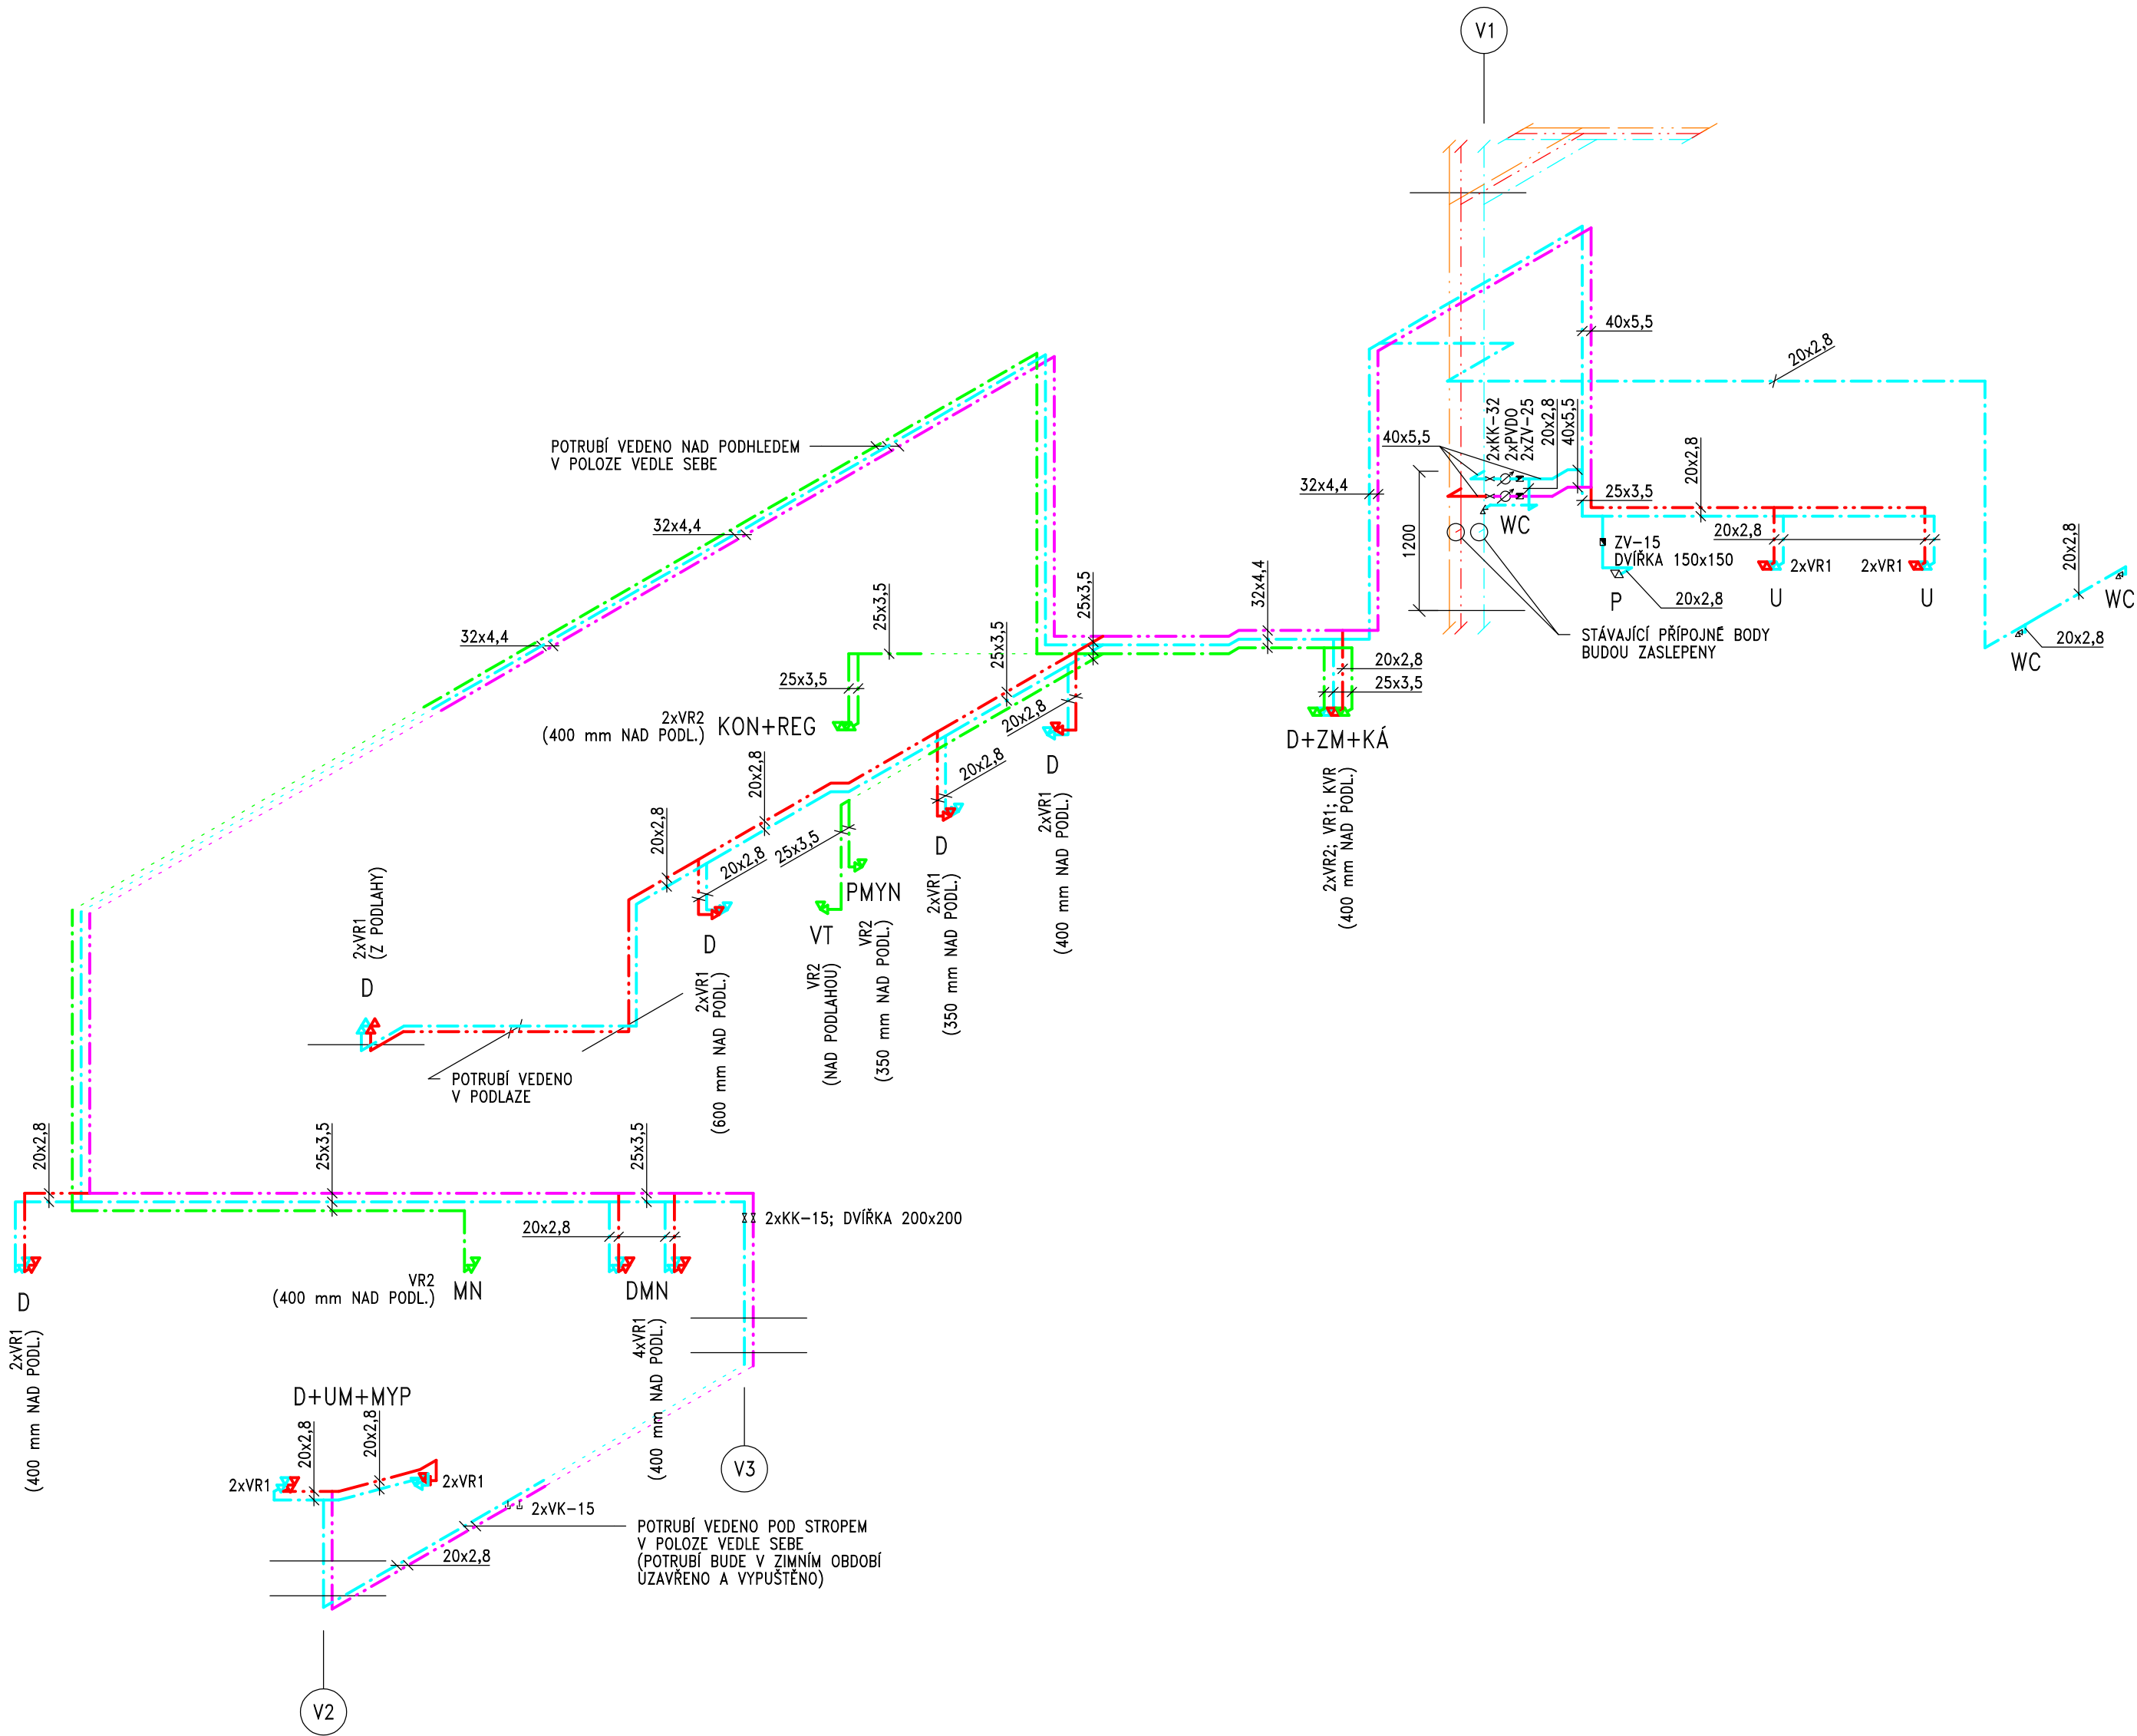 V1
40x5,5
20x2,8
POTRUBÍ VEDENO NAD PODHLEDEM
V POLOZE VEDLE SEBE
40x5,5
2xKK-32
2xPVDO
2xZV-25
20x2,8
40x5,5
20x2,8
32x4,4
25x3,5
1200
WC
32x4,4
20x2,8
ZV-15
DVÍŘKA 150x150
2xVR1
2xVR1
20x2,8
P
U
U
20x2,8
WC
20x2,8
WC
STÁVAJÍCÍ PŘÍPOJNÉ BODY
BUDOU ZASLEPENY
32x4,4
25x3,5
25x3,5
32x4,4
25x3,5
20x2,8
25x3,5
25x3,5
2xVR2
(400 mm NAD PODL.)
KON+REG
20x2,8
D+ZM+KÁ
2xVR2; VR1; KVR
(400 mm NAD PODL.)
D
2xVR1
(400 mm NAD PODL.)
20x2,8
20x2,8
20x2,8
20x2,8
25x3,5
D
2xVR1
(350 mm NAD PODL.)
PMYN
VR2
(350 mm NAD PODL.)
VT
VR2
(NAD PODLAHOU)
D
2xVR1
(600 mm NAD PODL.)
2xVR1
(Z PODLAHY)
D
POTRUBÍ VEDENO
V PODLAZE
20x2,8
25x3,5
25x3,5
20x2,8
2xKK-15; DVÍŘKA 200x200
D
2xVR1
(400 mm NAD PODL.)
VR2
(400 mm NAD PODL.)
MN
DMN
4xVR1
(400 mm NAD PODL.)
V3
D+UM+MYP
20x2,8
20x2,8
2xVR1
2xVR1
2xVK-15
POTRUBÍ VEDENO POD STROPEM
V POLOZE VEDLE SEBE
(POTRUBÍ BUDE V ZIMNÍM OBDOBÍ
UZAVŘENO A VYPUŠTĚNO)
20x2,8
V2